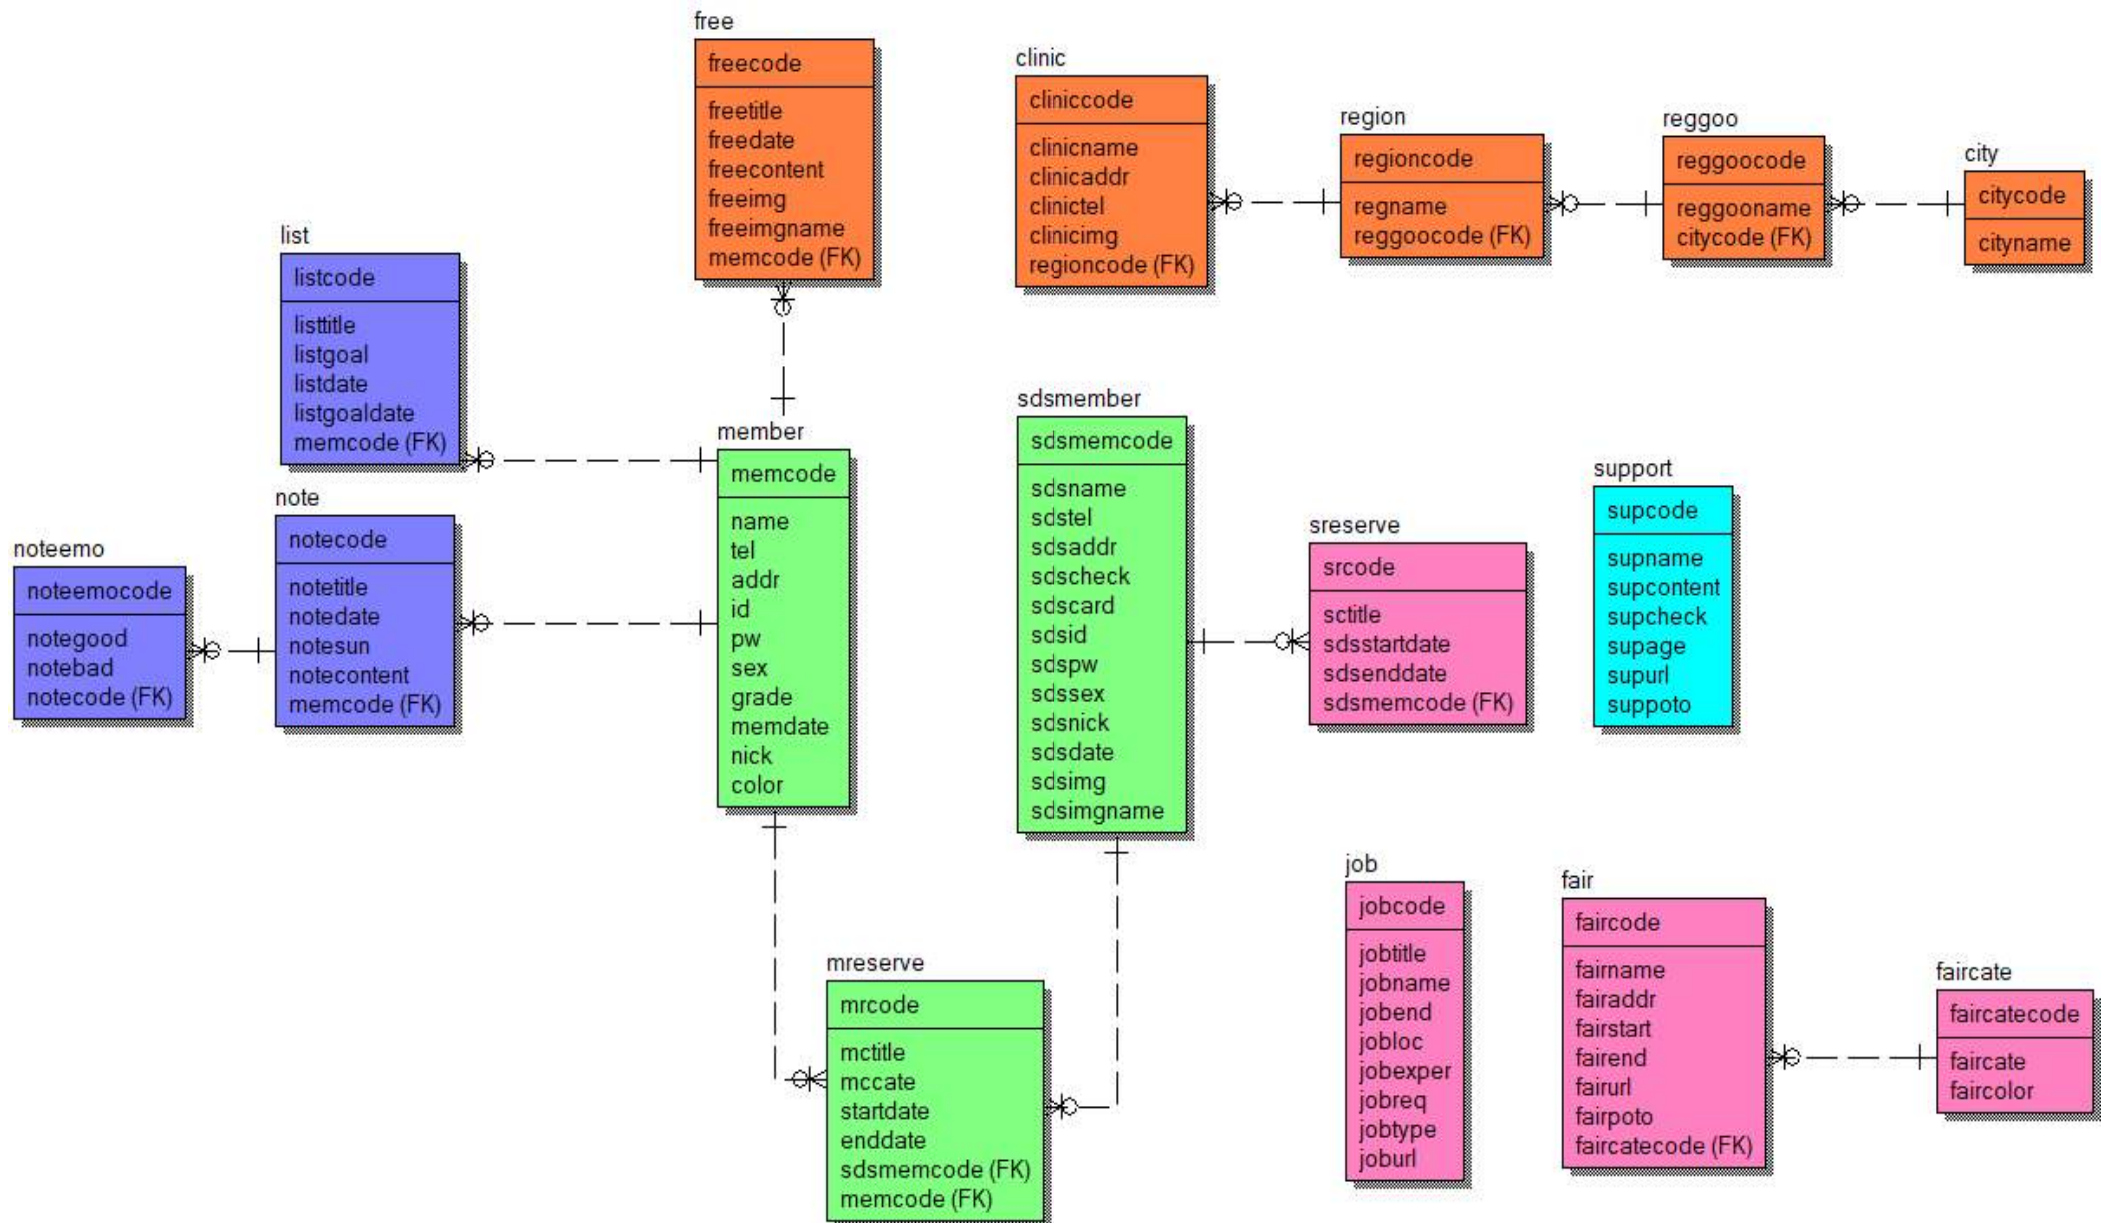 free
freecode
freetitle
freedate
freecontent
freeimg
freeimgname
memcode (FK)
clinic
cliniccode
clinicname
clinicaddr
clinictel
clinicimg
regioncode (FK)
region
regioncode
regname
reggoocode (FK)
reggoo
reggoocode
reggooname
citycode (FK)
city
citycode
cityname
list
listcode
listtitle
listgoal
listdate
listgoaldate
memcode (FK)
note
notecode
notetitle
notedate
notesun
notecontent
memcode (FK)
noteemo
noteemocode
notegood
notebad
notecode (FK)
member
memcode
name
tel
addr
id
pw
sex
grade
memdate
nick
color
sdsmember
sdsmemcode
sdsname
sdstel
sdsaddr
sdscheck
sdscard
sdsid
sdspw
sdssex
sdsnick
sdsdate
sdsimg
sdsimgname
sreserve
srcode
sctitle
sdsstartdate
sdsenddate
sdsmemcode (FK)
support
supcode
supname
supcontent
supcheck
supage
supurl
suppoto
mreserve
mrcode
mctitle
mccate
startdate
enddate
sdsmemcode (FK)
memcode (FK)
job
jobcode
jobtitle
jobname
jobend
jobloc
jobexper
jobreq
jobtype
joburl
fair
faircode
fairname
fairaddr
fairstart
fairend
fairurl
fairpoto
faircatecode (FK)
faircate
faircatecode
faircate
faircolor